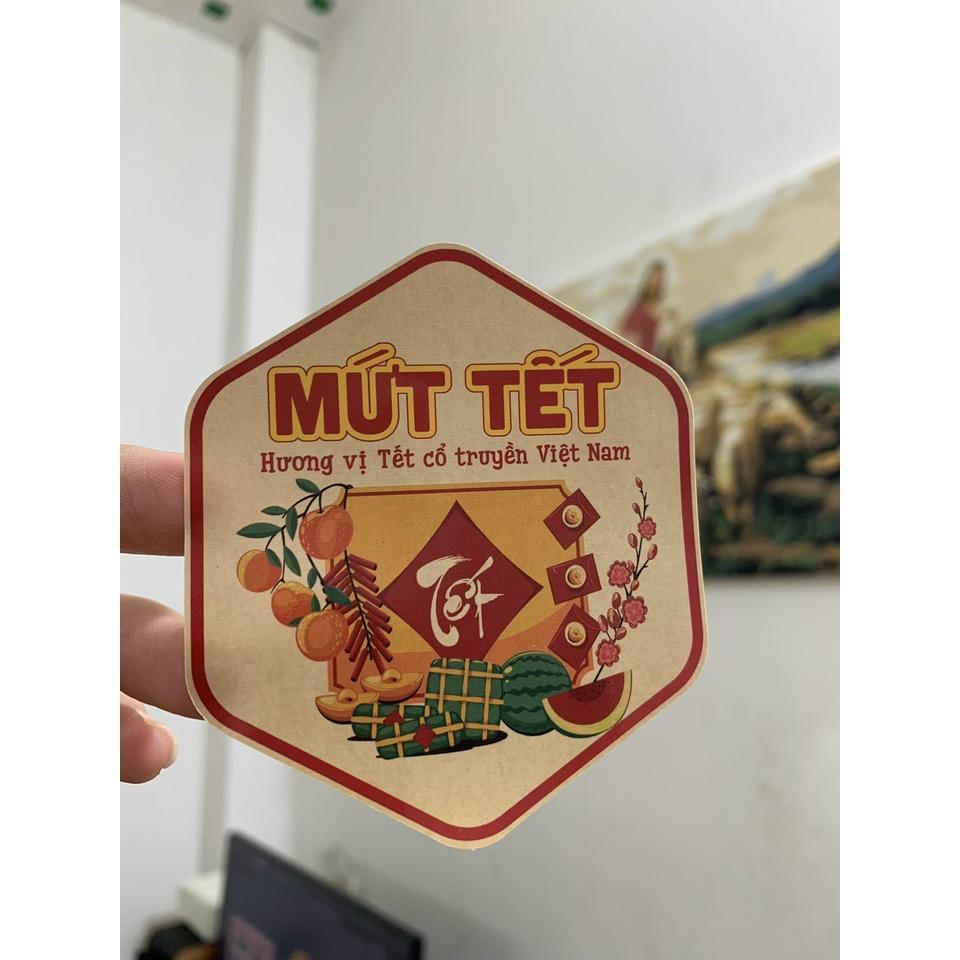 MỨT TẾT
Hương vị Tết cổ truyền Việt Nam
Tết